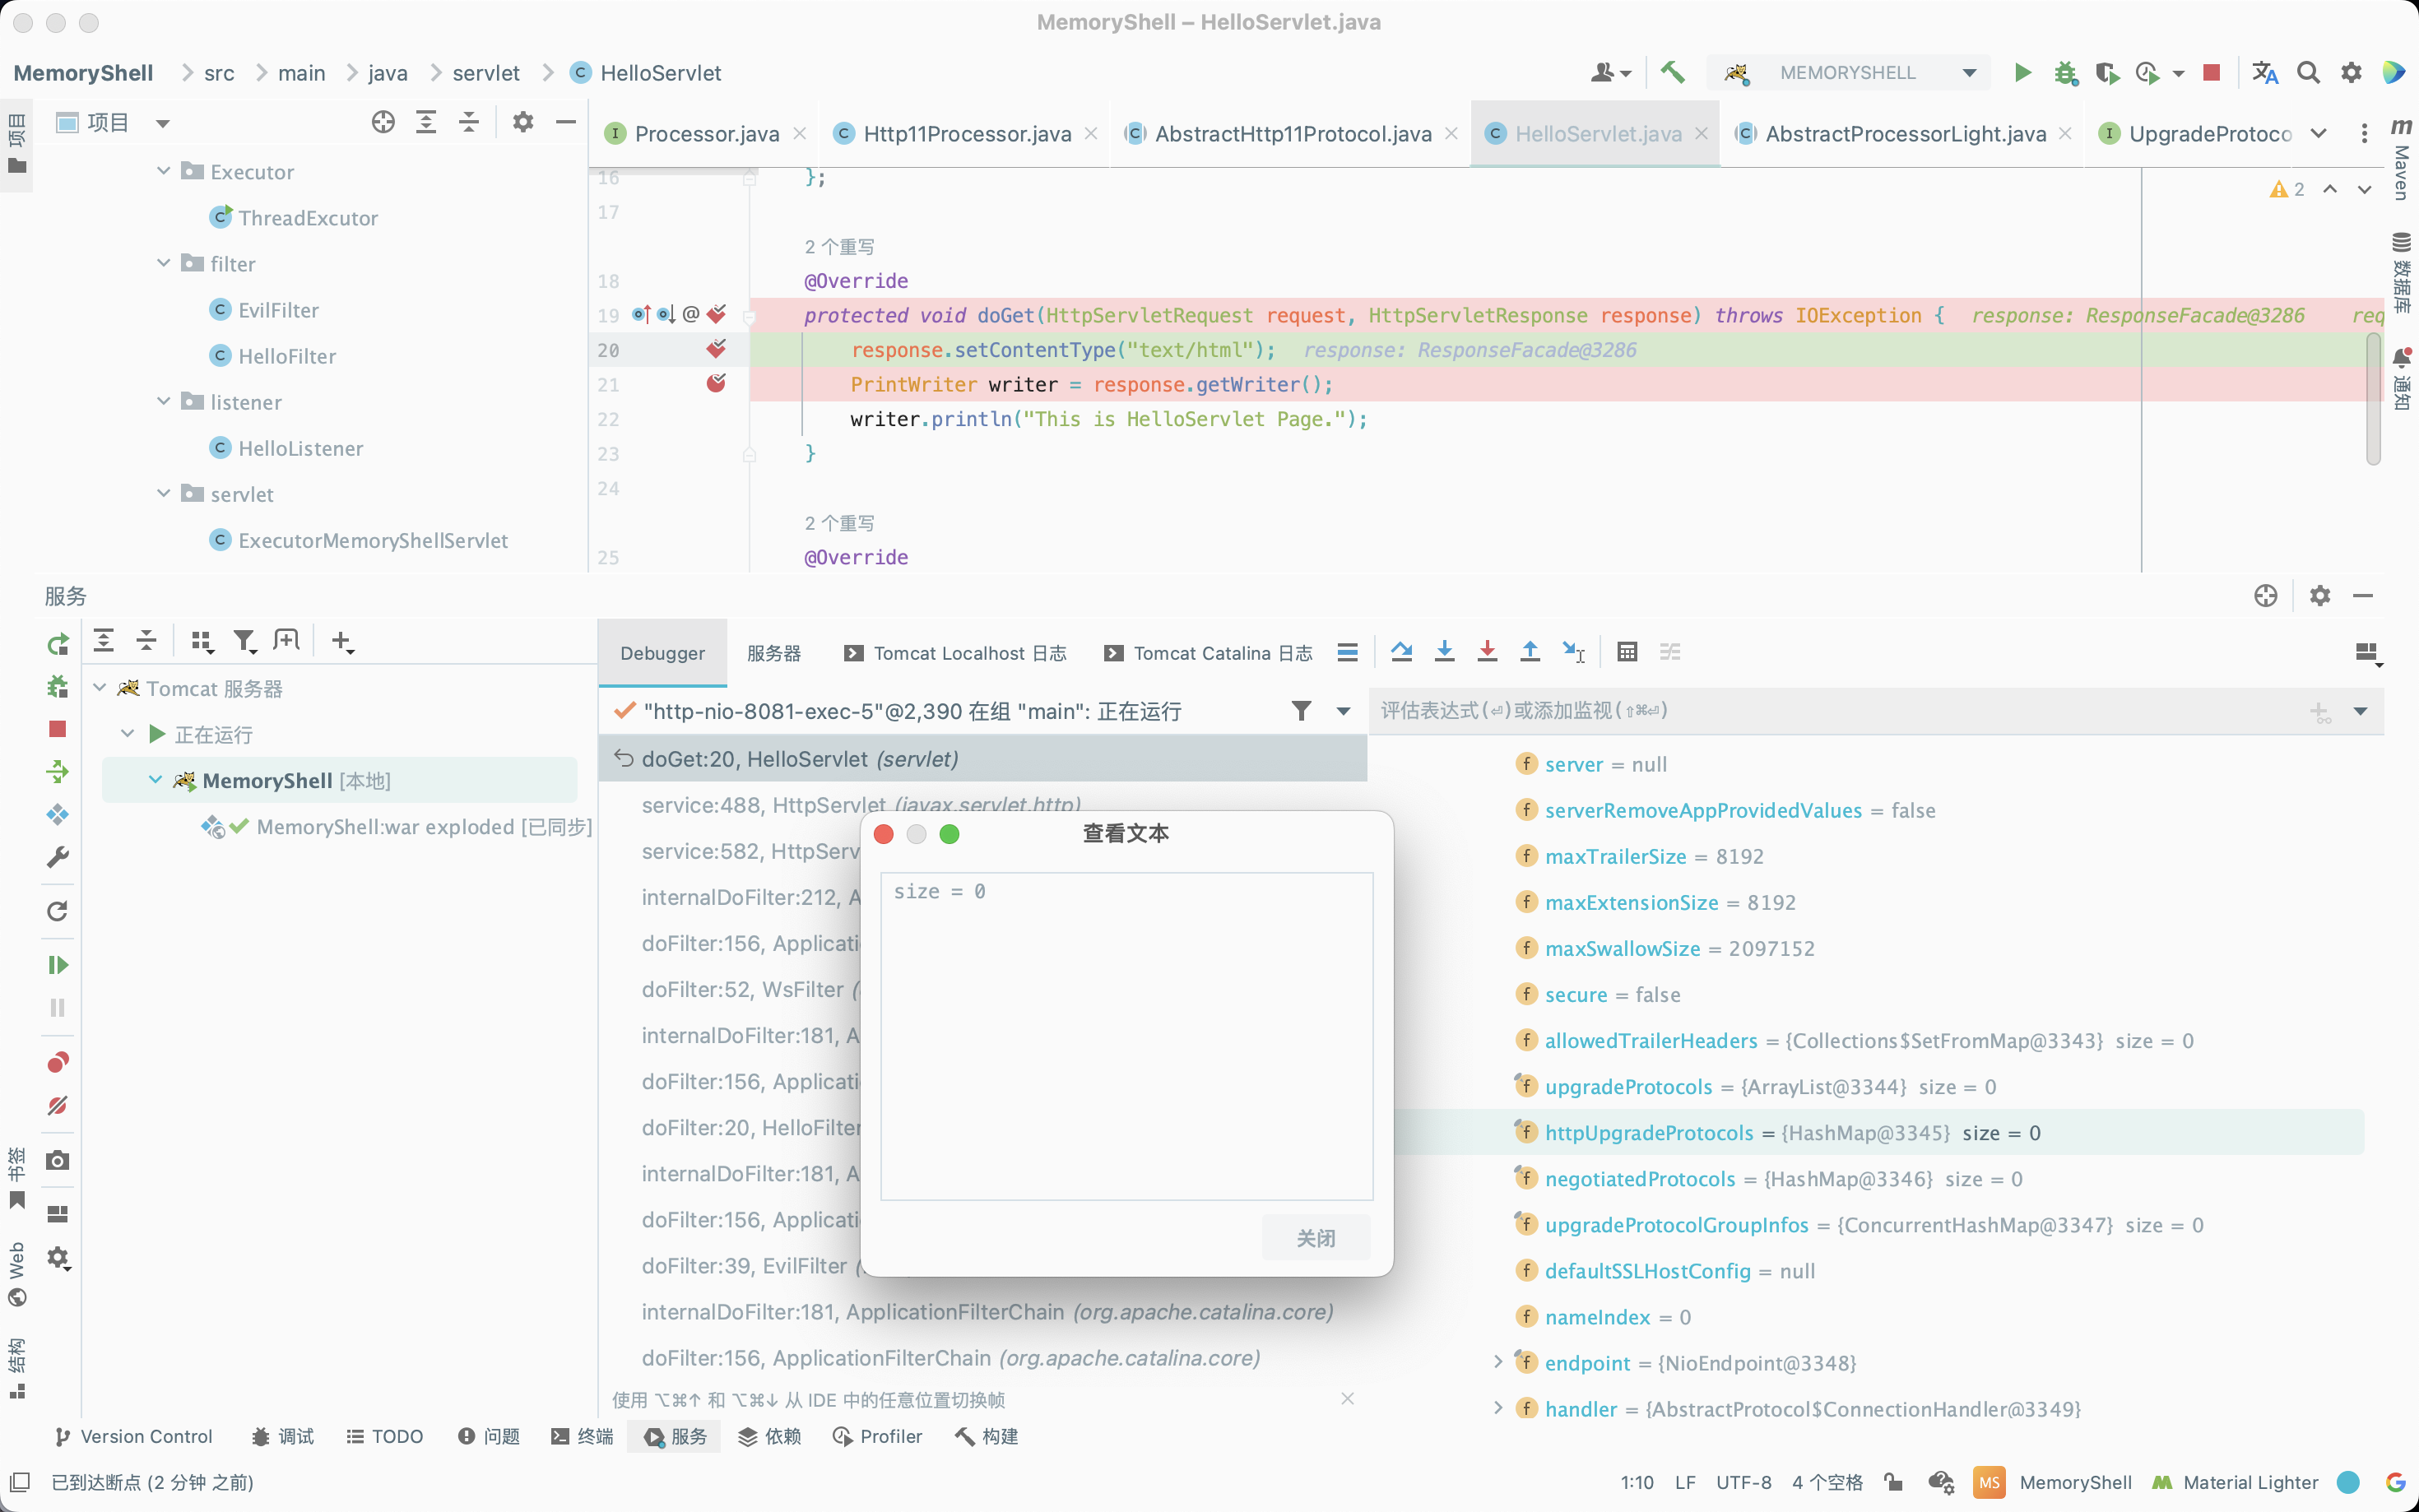 MemoryShell – HelloServlet.java
MemoryShell
src
main
java
servlet
HelloServlet
MEMORYSHELL
项目
项目
Processor.java
Http11Processor.java
AbstractHttp11Protocol.java
HelloServlet.java
AbstractProcessorLight.java
UpgradeProtoco
Maven
数据库
通知
Executor
ThreadExcutor
filter
EvilFilter
HelloFilter
listener
HelloListener
servlet
ExecutorMemoryShellServlet
16 };
2
17
2 个重写
18 @Override
19 protected void doGet(HttpServletRequest request, HttpServletResponse response) throws IOException { response: ResponseFacade@3286 req
20 response.setContentType("text/html"); response: ResponseFacade@3286
21 PrintWriter writer = response.getWriter();
22 writer.println("This is HelloServlet Page.");
23 }
24
2 个重写
25 @Override
服务
Tomcat 服务器
正在运行
MemoryShell [本地]
MemoryShell:war exploded [已同步]
Debugger
服务器
Tomcat Localhost 日志
Tomcat Catalina 日志
"http-nio-8081-exec-5"@2,390 在组 "main": 正在运行
doGet:20, HelloServlet (servlet)
service:488, HttpServlet (javax.servlet.http)
service:582, HttpServ
internalDoFilter:212, A
doFilter:156, Applicati
doFilter:52, WsFilter (
internalDoFilter:181, A
doFilter:156, Applicati
doFilter:20, HelloFilter
internalDoFilter:181, A
doFilter:156, Applicati
doFilter:39, EvilFilter (
internalDoFilter:181, ApplicationFilterChain (org.apache.catalina.core)
doFilter:156, ApplicationFilterChain (org.apache.catalina.core)
使用 ⌥⌘↑ 和 ⌥⌘↓ 从 IDE 中的任意位置切换帧
查看文本
size = 0
关闭
评估表达式(⏎)或添加监视(⇧⌘⏎)
server = null
serverRemoveAppProvidedValues = false
maxTrailerSize = 8192
maxExtensionSize = 8192
maxSwallowSize = 2097152
secure = false
allowedTrailerHeaders = {Collections$SetFromMap@3343} size = 0
upgradeProtocols = {ArrayList@3344} size = 0
httpUpgradeProtocols = {HashMap@3345} size = 0
negotiatedProtocols = {HashMap@3346} size = 0
upgradeProtocolGroupInfos = {ConcurrentHashMap@3347} size = 0
defaultSSLHostConfig = null
nameIndex = 0
endpoint = {NioEndpoint@3348}
handler = {AbstractProtocol$ConnectionHandler@3349}
书签
Web
结构
Version Control
调试
TODO
问题
终端
服务
依赖
Profiler
构建
已到达断点 (2 分钟 之前)
1:10
LF
UTF-8
4 个空格
MS
MemoryShell
Material Lighter